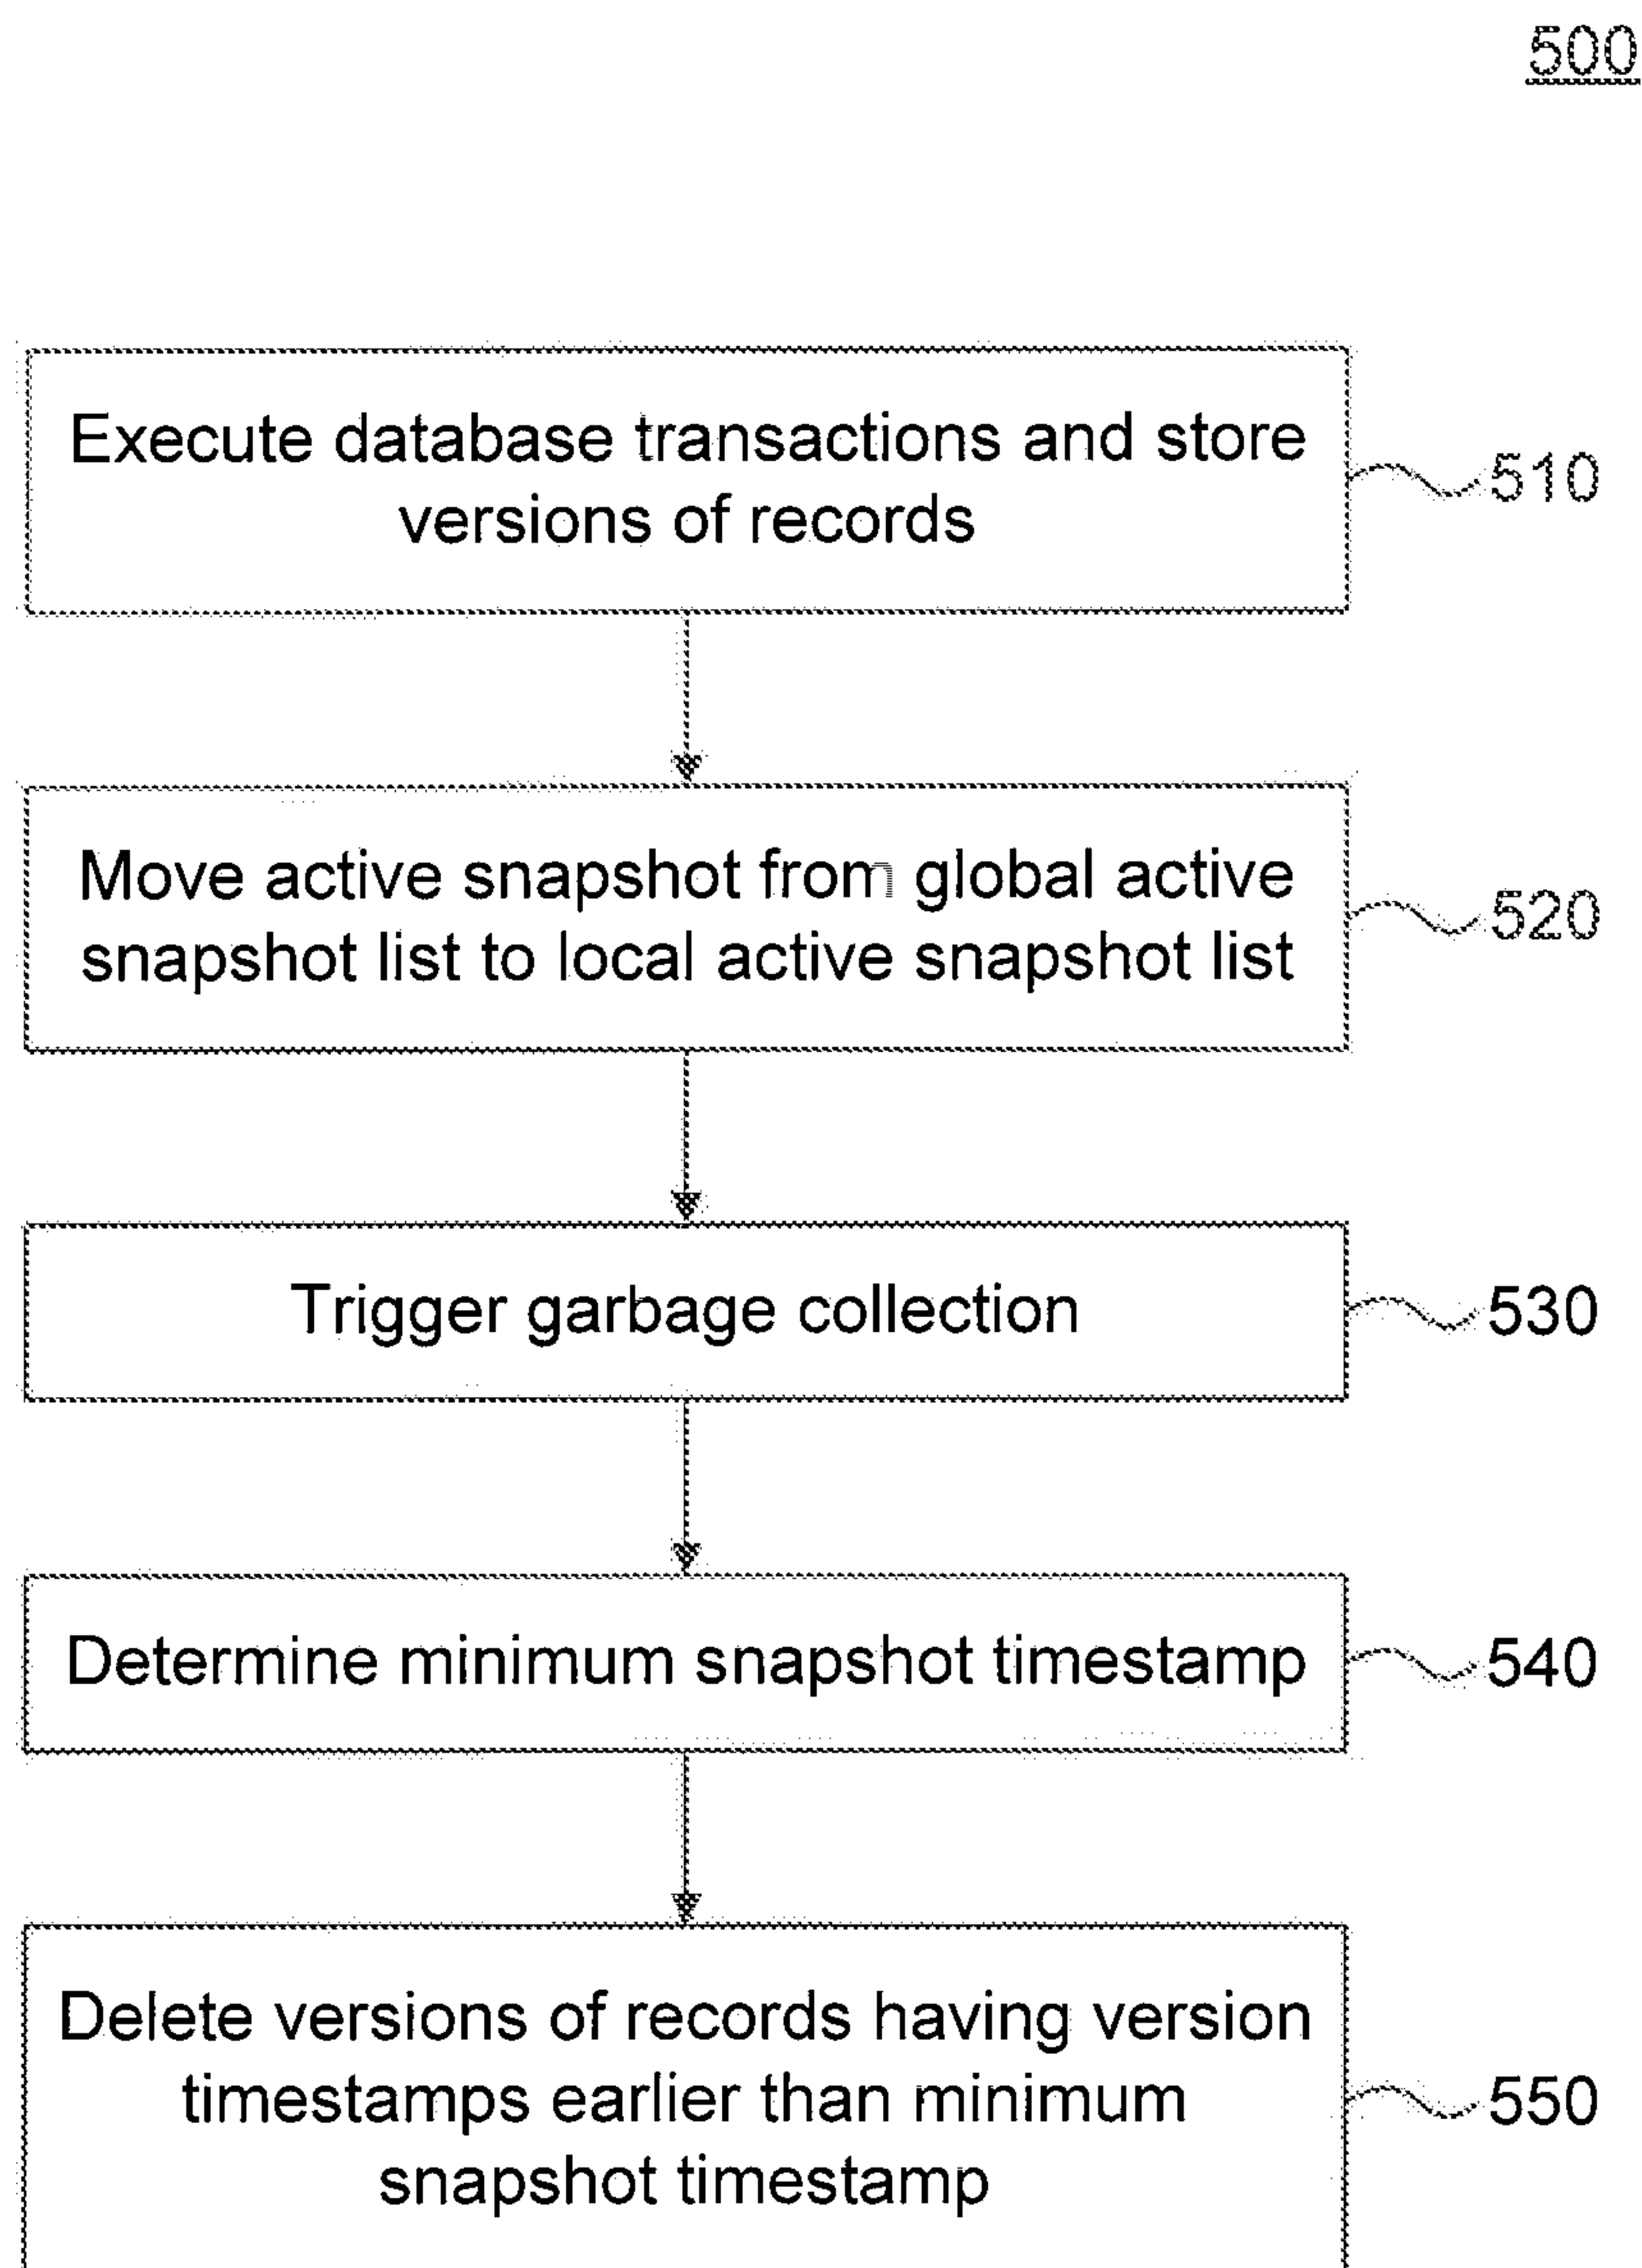 500
Execute database transactions and store
versions of records
510
Move active snapshot from global active
snapshot list to local active snapshot list
520
Trigger garbage collection
530
Determine minimum snapshot timestamp
540
Delete versions of records having version
timestamps earlier than minimum
snapshot timestamp
550